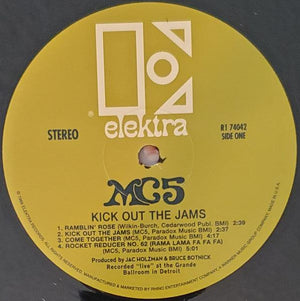 elektra
STEREO
R1 74042
SIDE ONE
MC5
KICK OUT THE JAMS
1. RAMBLIN' ROSE (Wilkin-Burch, Cedarwood Publ. BMI) 2:39
2. KICK OUT THE JAMS (MC5, Paradox Music BMI) 2:37
3. COME TOGETHER (MC5, Paradox Music BMI) 4:17
4. ROCKET REDUCER NO. 62 (RAMA LAMA FA FA FA)
(MC5, Paradox Music BMI) 5:01
Produced by JAC HOLZMAN & BRUCE BOTNICK
Recorded "live" at the Grande
Ballroom in Detroit